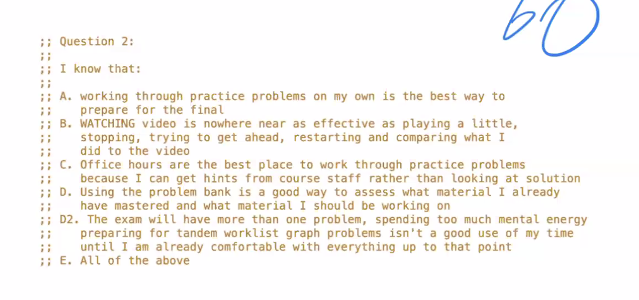 ;; Question 2:
;;
;; I know that:
;;
;; A. working through practice problems on my own is the best way to
;;    prepare for the final
;; B. WATCHING video is nowhere near as effective as playing a little,
;;    stopping, trying to get ahead, restarting and comparing what I
;;    did to the video
;; C. Office hours are the best place to work through practice problems
;;    because I can get hints from course staff rather than looking at solution
;; D. Using the problem bank is a good way to assess what material I already
;;    have mastered and what material I should be working on
;; D2. The exam will have more than one problem, spending too much mental energy
;;    preparing for tandem worklist graph problems isn't a good use of my time
;;    until I am already comfortable with everything up to that point
;; E. All of the above